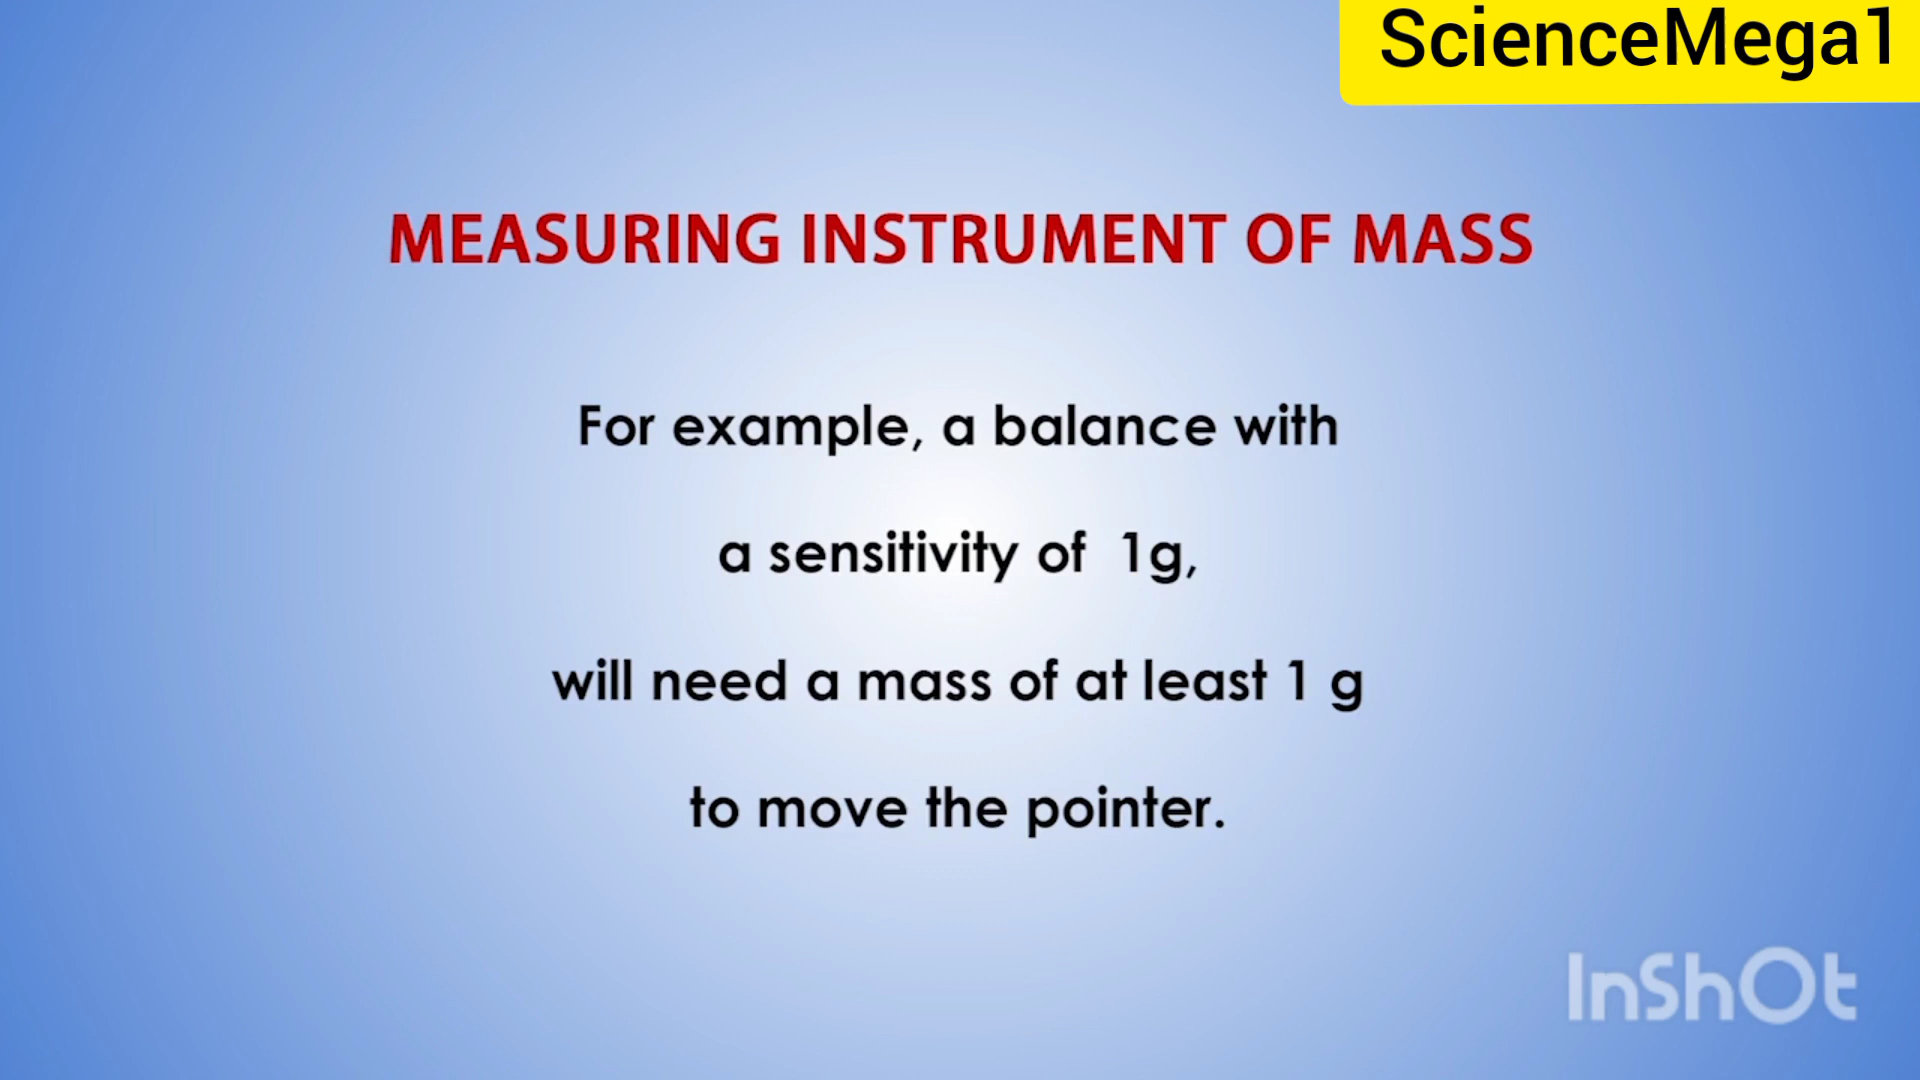 ScienceMega1
MEASURING INSTRUMENT OF MASS
For example, a balance with
a sensitivity of 1g,
will need a mass of at least 1 g
to move the pointer.
InShOt